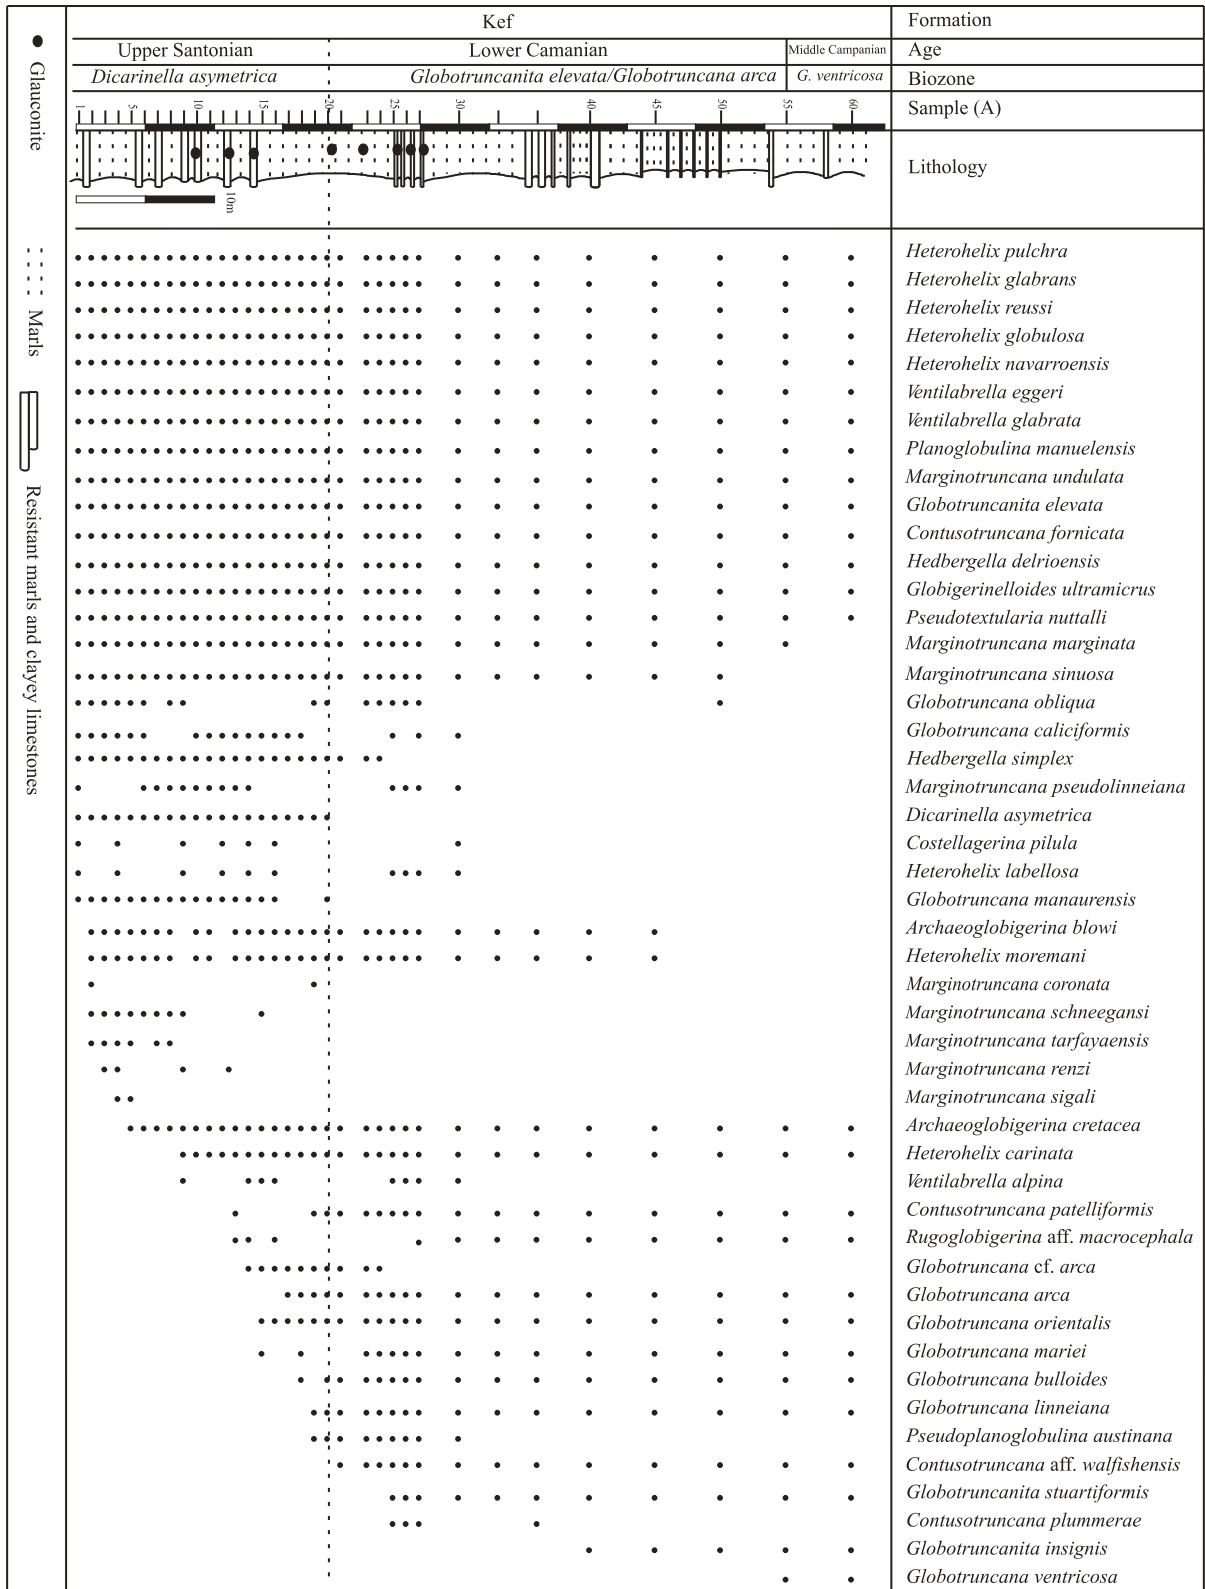 Kef
Formation
Upper Santonian
Lower Camanian
Middle Campanian
Age
Dicarinella asymetrica
Globotruncanita elevata/Globotruncana arca
G. ventricosa
Biozone
1 5 10 15 20 25 30 40 45 50 55 60
Sample (A)
Lithology
10m
Glauconite
Marls
Resistant marls and clayey limestones
Heterohelix pulchra
Heterohelix glabrans
Heterohelix reussi
Heterohelix globulosa
Heterohelix navarroensis
Ventilabrella eggeri
Ventilabrella glabrata
Planoglobulina manuelensis
Marginotruncana undulata
Globotruncanita elevata
Contusotruncana fornicata
Hedbergella delrioensis
Globigerinelloides ultramicrus
Pseudotextularia nuttalli
Marginotruncana marginata
Marginotruncana sinuosa
Globotruncana obliqua
Globotruncana caliciformis
Hedbergella simplex
Marginotruncana pseudolinneiana
Dicarinella asymetrica
Costellagerina pilula
Heterohelix labellosa
Globotruncana manaurensis
Archaeoglobigerina blowi
Heterohelix moremani
Marginotruncana coronata
Marginotruncana schneegansi
Marginotruncana tarfayaensis
Marginotruncana renzi
Marginotruncana sigali
Archaeoglobigerina cretacea
Heterohelix carinata
Ventilabrella alpina
Contusotruncana patelliformis
Rugoglobigerina aff. macrocephala
Globotruncana cf. arca
Globotruncana arca
Globotruncana orientalis
Globotruncana mariei
Globotruncana bulloides
Globotruncana linneiana
Pseudoplanoglobulina austinana
Contusotruncana aff. walfishensis
Globotruncanita stuartiformis
Contusotruncana plummerae
Globotruncanita insignis
Globotruncana ventricosa